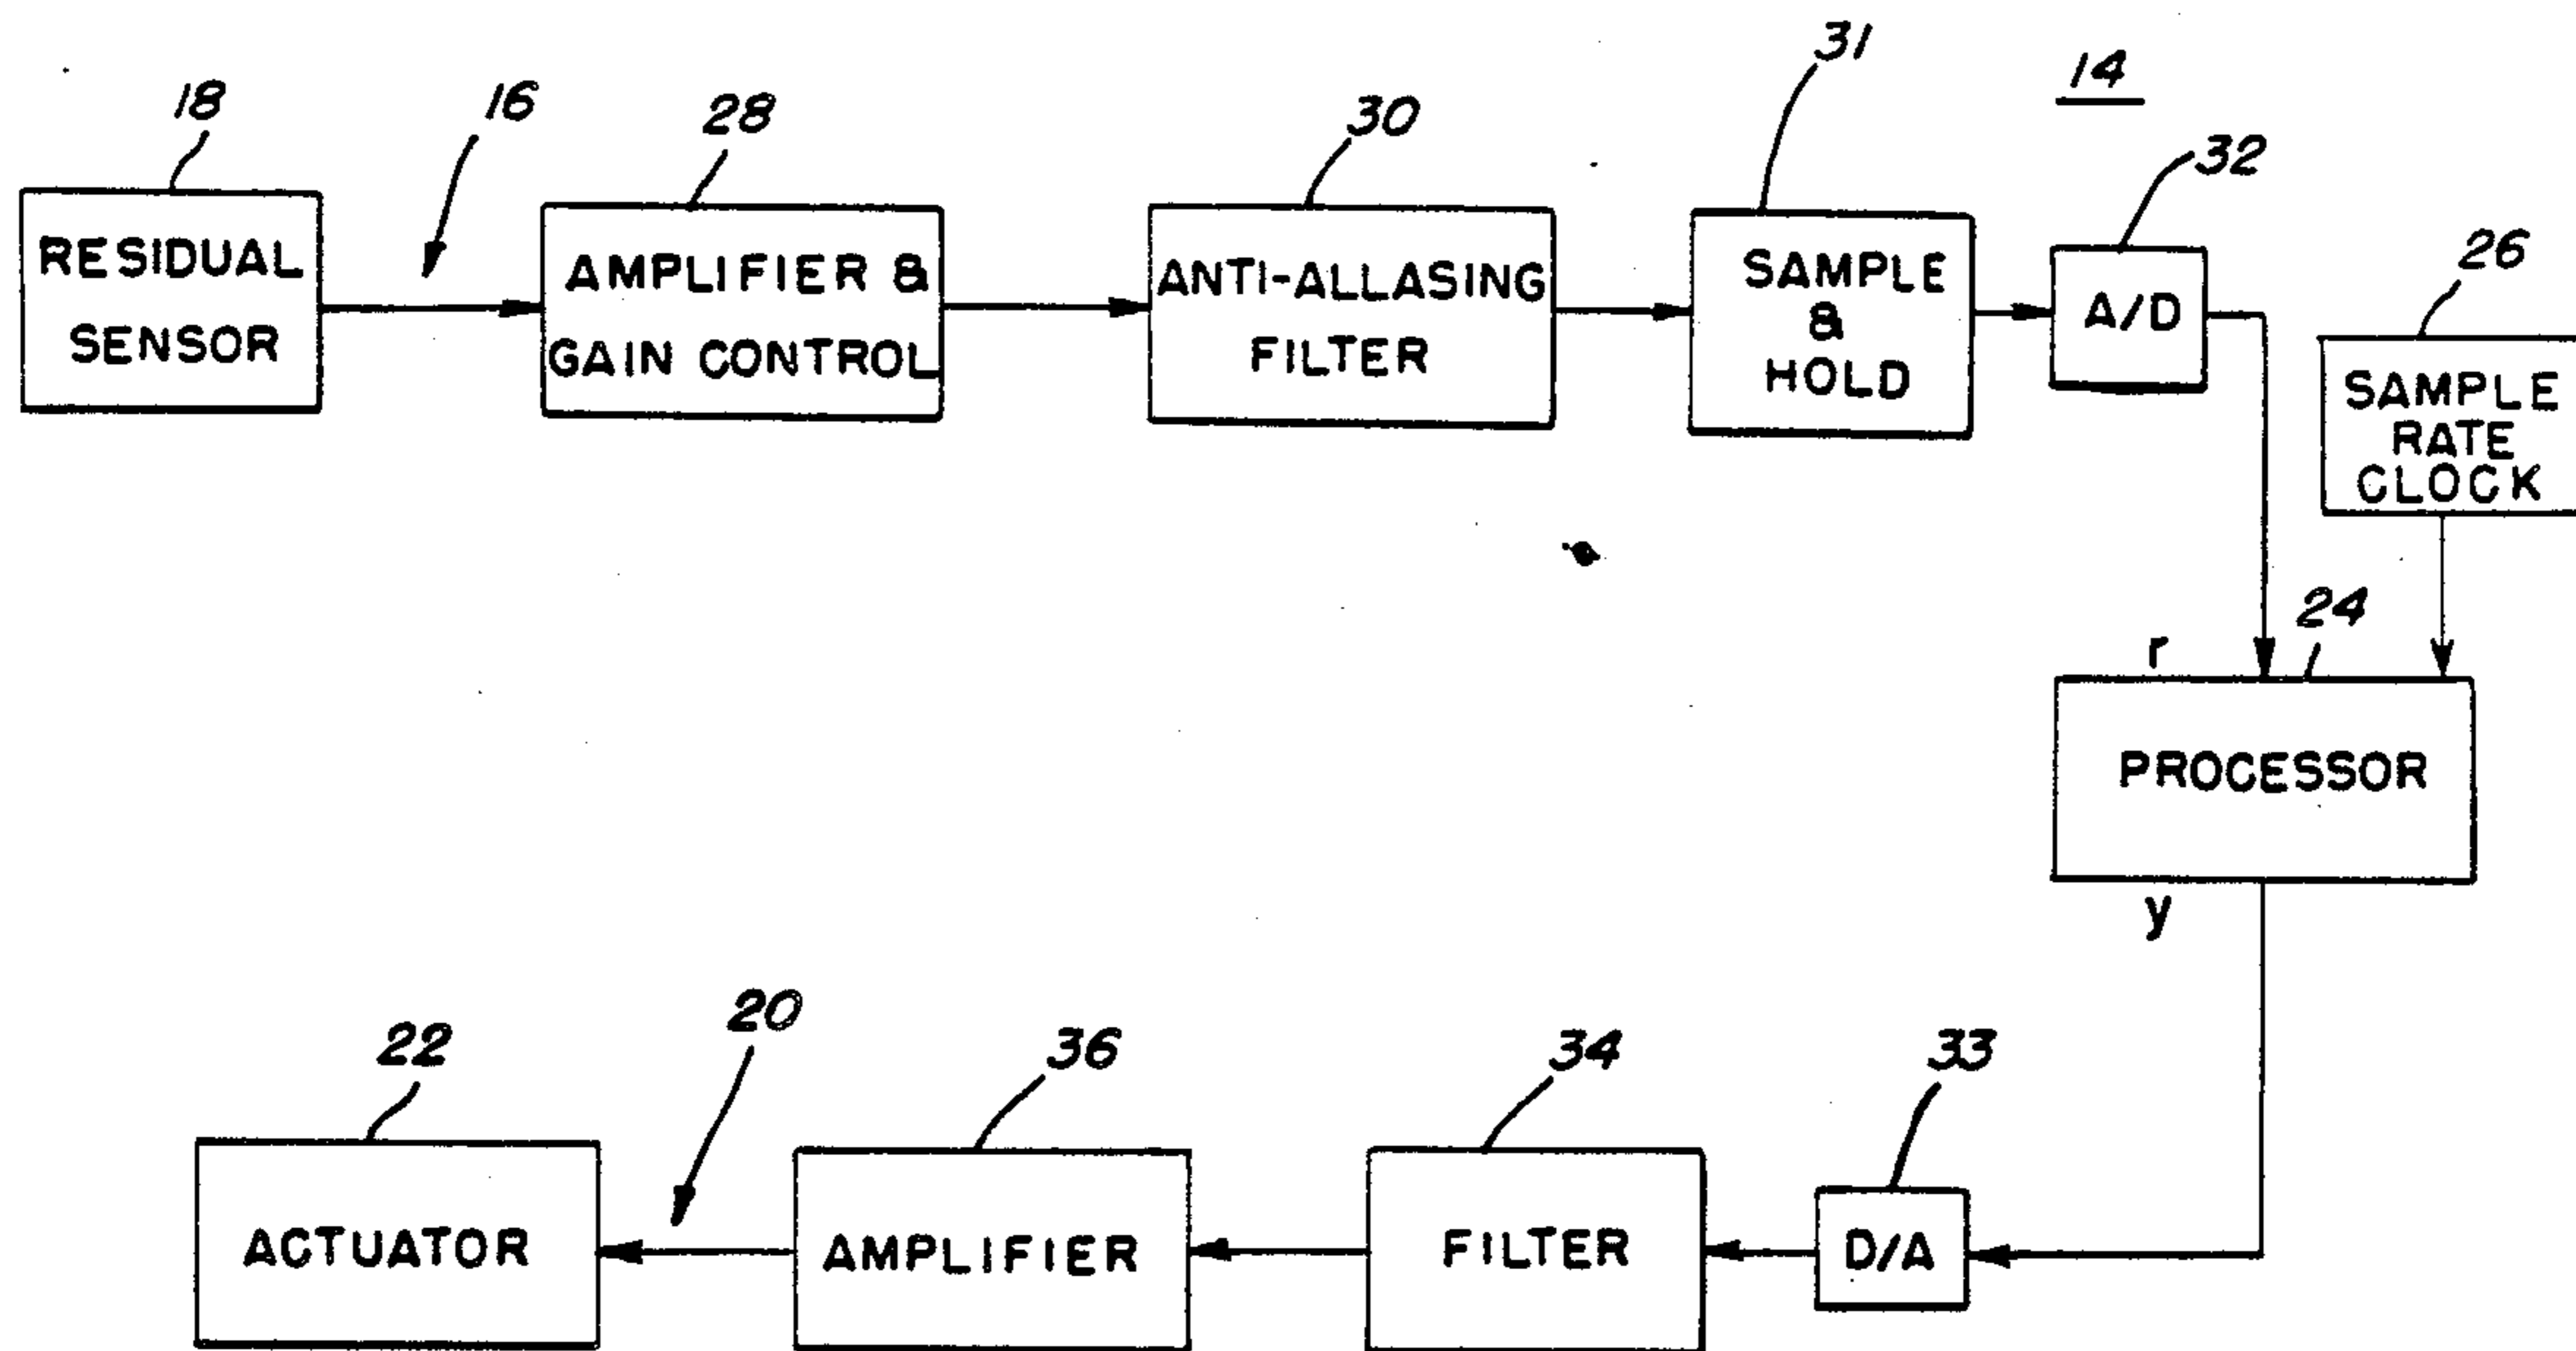 31
14
18
16
28
30
32
26
RESIDUAL
SENSOR
AMPLIFIER &
GAIN CONTROL
ANTI-ALLASING
FILTER
SAMPLE
&
HOLD
A/D
SAMPLE
RATE
CLOCK
r
24
PROCESSOR
y
22
20
36
34
33
ACTUATOR
AMPLIFIER
FILTER
D/A